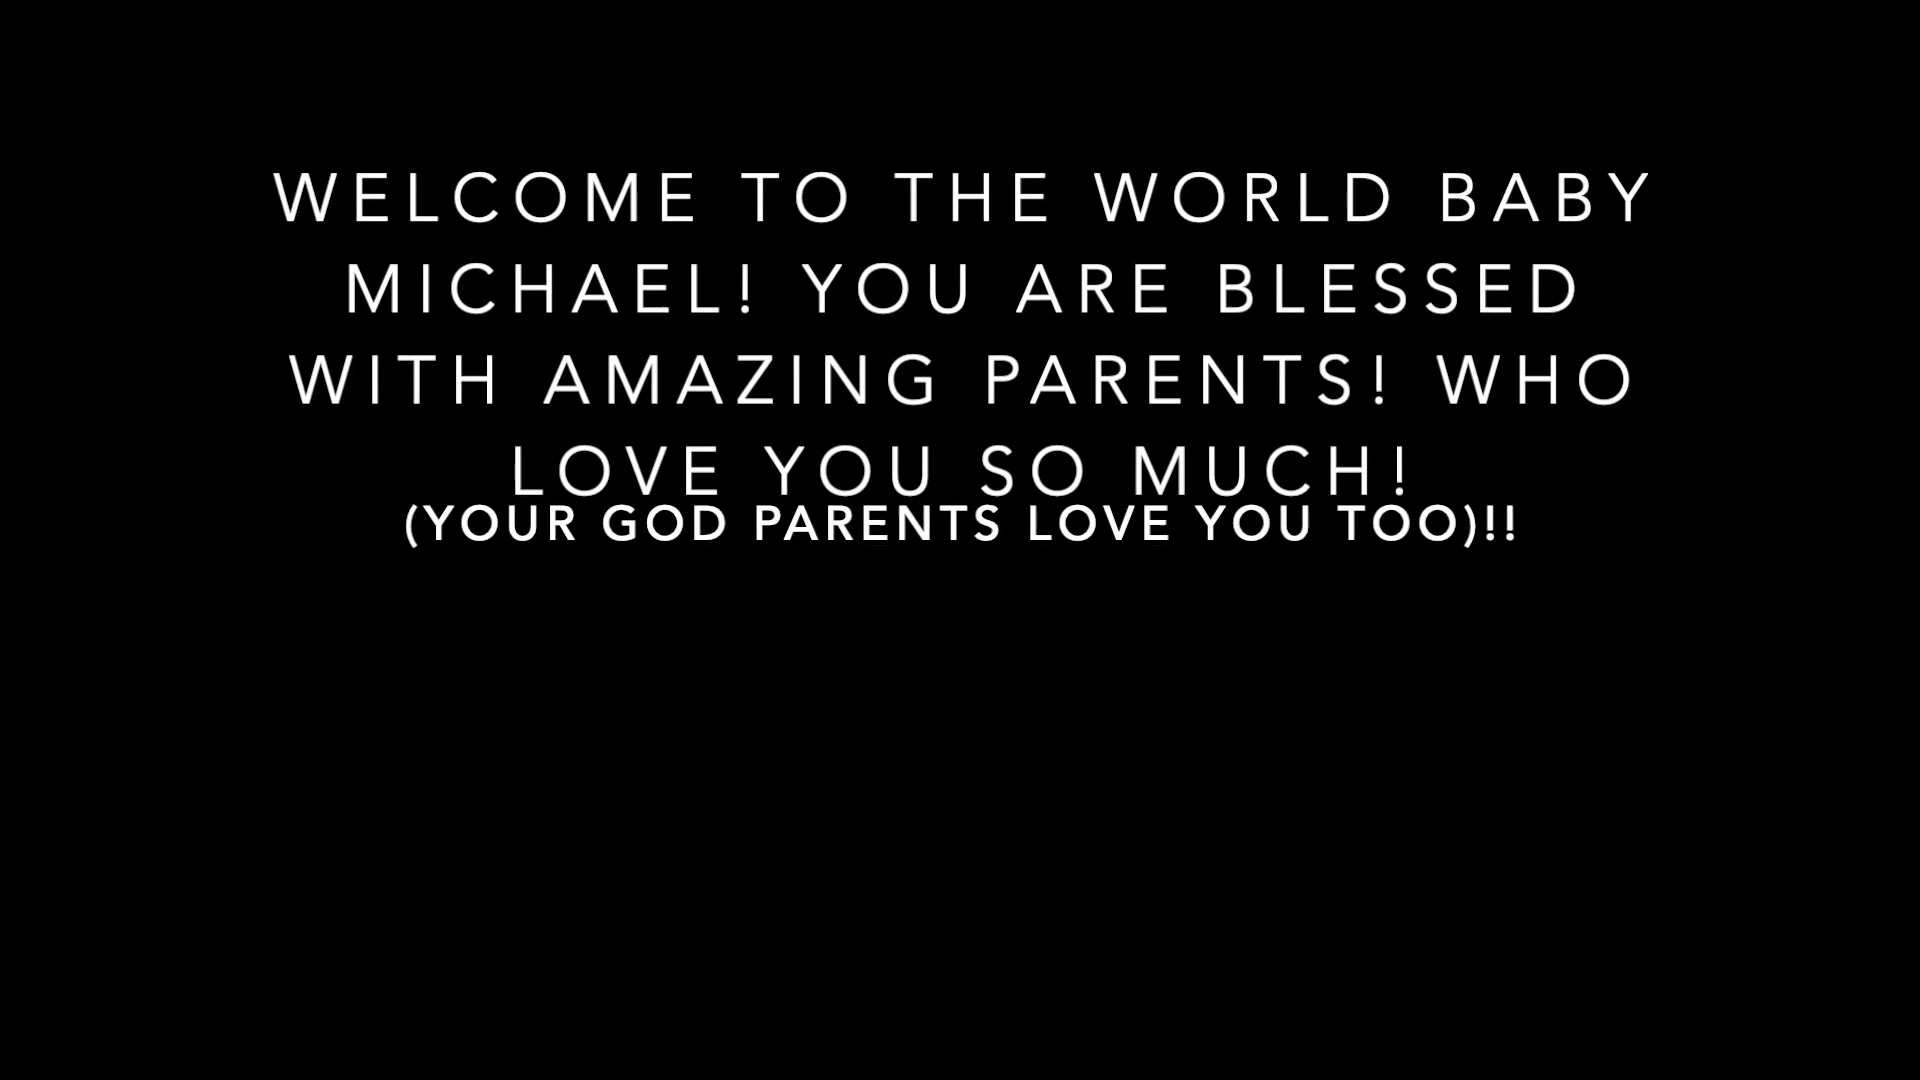 WELCOME TO THE WORLD BABY
MICHAEL! YOU ARE BLESSED
WITH AMAZING PARENTS! WHO
LOVE YOU SO MUCH!
(YOUR GOD PARENTS LOVE YOU TOO)!!